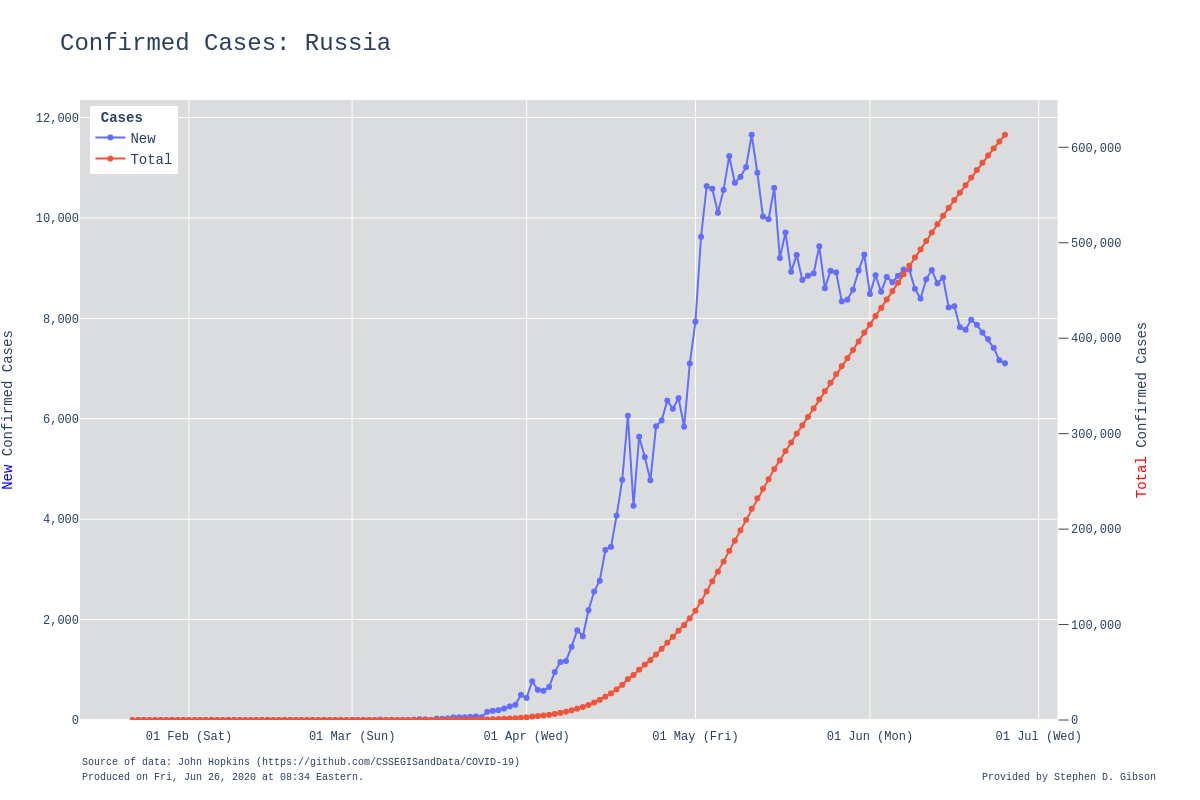 Confirmed Cases: Russia
Cases
New
Total
12,000
10,000
8,000
6,000
4,000
2,000
0
New Confirmed Cases
600,000
500,000
400,000
300,000
200,000
100,000
0
Total Confirmed Cases
01 Feb (Sat)
01 Mar (Sun)
01 Apr (Wed)
01 May (Fri)
01 Jun (Mon)
01 Jul (Wed)
Source of data: John Hopkins (https://github.com/CSSEGISandData/COVID-19)
Produced on Fri, Jun 26, 2020 at 08:34 Eastern.
Provided by Stephen D. Gibson